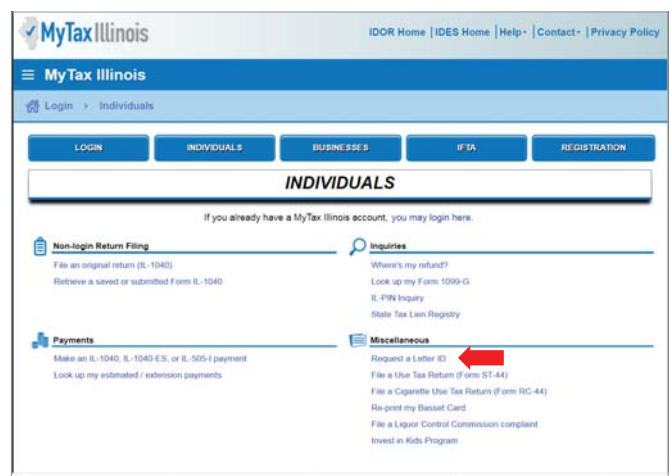 MyTax Illinois
IDOR Home | IDES Home | Help | Contact | Privacy Policy
MyTax Illinois
Login > Individuals
LOGIN INDIVIDUALS BUSINESSES IFTA REGISTRATION
INDIVIDUALS
If you already have a MyTax Illinois account, you may login here.
Non-login Return Filing
File an original return (IL-1040)
Retrieve a saved or submitted Form IL-1040
Inquiries
Where's my refund?
Look up my Form 1099-G
IL-PIN Inquiry
State Tax Lien Registry
Payments
Make an IL-1040, IL-1040-ES, or IL-505-I payment
Look up my estimated / extension payments
Miscellaneous
Request a Letter ID
File a Use Tax Return (Form ST-44)
File a Cigarette Use Tax Return (Form RC-44)
Re-print my Basset Card
File a Liquor Control Commission complaint
Invest in Kids Program